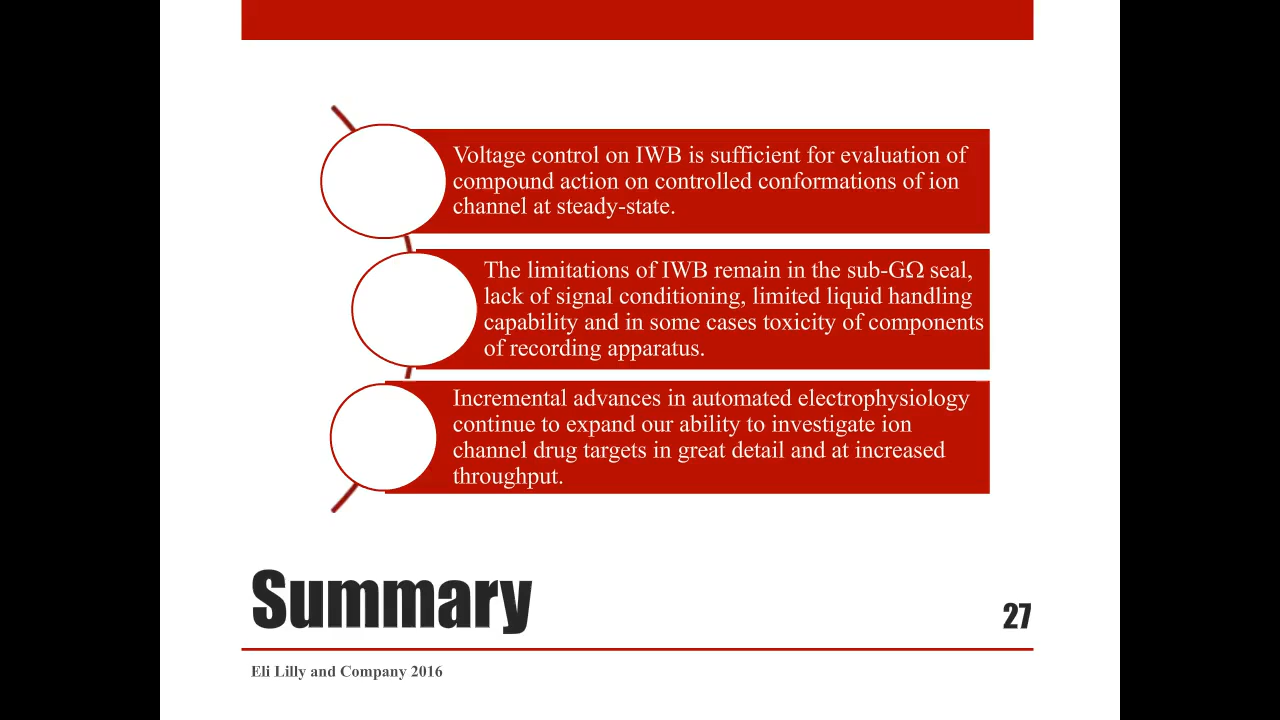 Voltage control on IWB is sufficient for evaluation of
compound action on controlled conformations of ion
channel at steady-state.
The limitations of IWB remain in the sub-GΩ seal,
lack of signal conditioning, limited liquid handling
capability and in some cases toxicity of components
of recording apparatus.
Incremental advances in automated electrophysiology
continue to expand our ability to investigate ion
channel drug targets in great detail and at increased
throughput.
Summary
27
Eli Lilly and Company 2016